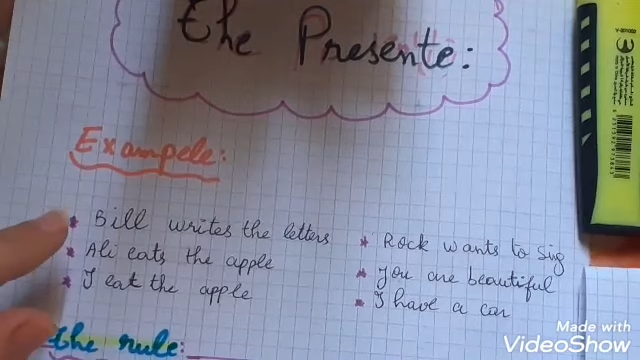 the Presente:
Exampele:
* Bill writes the letters
* Ali eats the apple
* I eat the apple
* Rock wants to Sig
* you are beautiful
* I have a car
the rule:
Made with
VideoShow